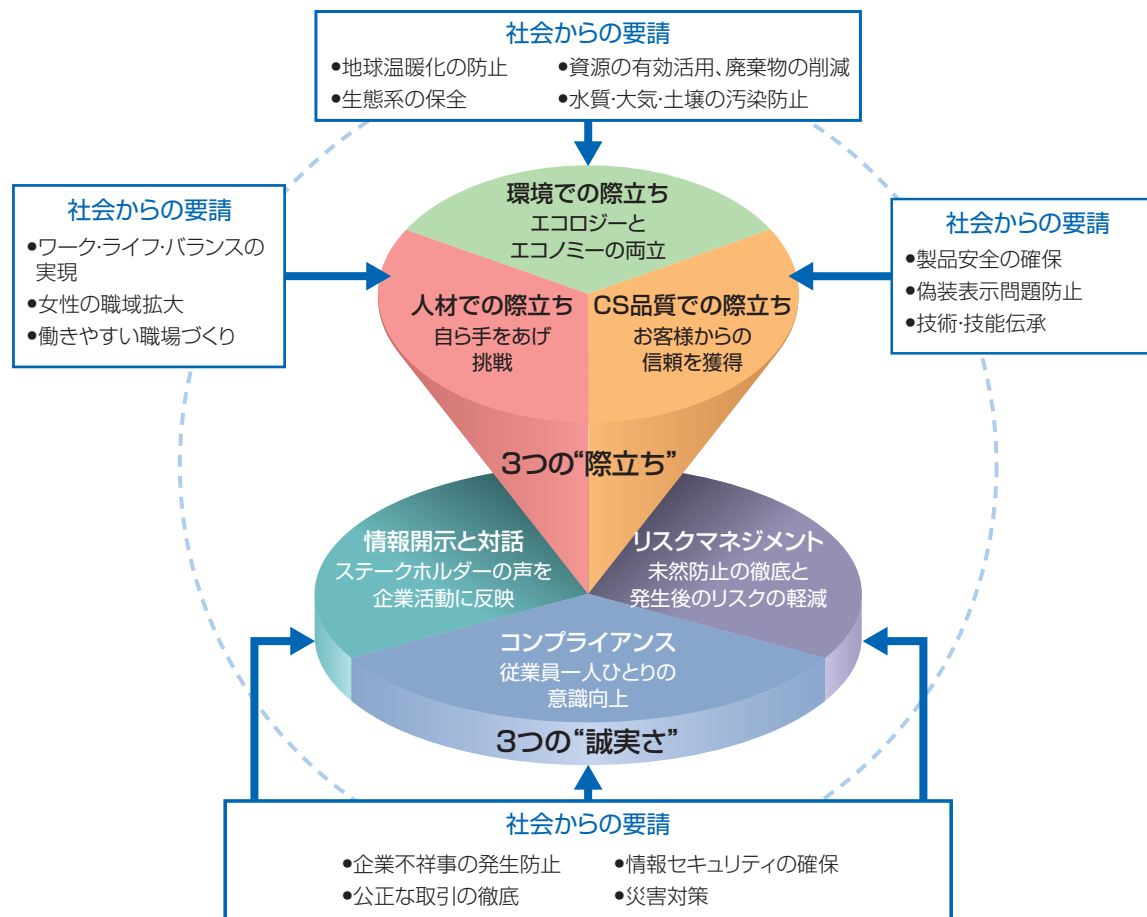 社会からの要請
●地球温暖化の防止 ●資源の有効活用、廃棄物の削減
●生態系の保全 ●水質・大気・土壌の汚染防止
社会からの要請
●ワーク・ライフ・バランスの
実現
●女性の職域拡大
●働きやすい職場づくり
環境での際立ち
エコロジーと
エコノミーの両立
社会からの要請
●製品安全の確保
●偽装表示問題防止
●技術・技能伝承
人材での際立ち
自ら手をあげ
挑戦
CS品質での際立ち
お客様からの
信頼を獲得
3つの“際立ち”
情報開示と対話
ステークホルダーの声を
企業活動に反映
リスクマネジメント
未然防止の徹底と
発生後のリスクの軽減
コンプライアンス
従業員一人ひとりの
意識向上
3つの“誠実さ”
社会からの要請
●企業不祥事の発生防止 ●情報セキュリティの確保
●公正な取引の徹底 ●災害対策